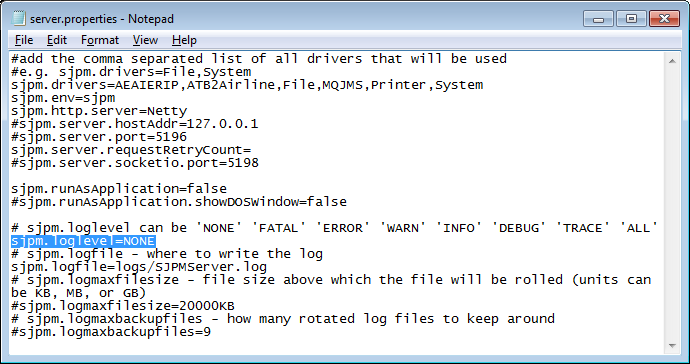 server.properties - Notepad
File Edit Format View Help
#add the comma separated list of all drivers that will be used
#e.g. sjpm.drivers=File,System
sjpm.drivers=AEAIERIP,ATB2Airline,File,MQJMS,Printer,System
sjpm.env=sjpm
sjpm.http.server=Netty
#sjpm.server.hostAddr=127.0.0.1
#sjpm.server.port=5196
sjpm.server.requestRetryCount=
#sjpm.server.socketio.port=5198
sjpm.runAsApplication=false
#sjpm.runAsApplication.showDOSWindow=false
# sjpm.loglevel can be 'NONE' 'FATAL' 'ERROR' 'WARN' 'INFO' 'DEBUG' 'TRACE' 'ALL'
sjpm.loglevel=NONE
# sjpm.logfile - where to write the log
sjpm.logfile=logs/SJPMServer.log
# sjpm.logmaxfilesize - file size above which the file will be rolled (units can
be KB, MB, or GB)
#sjpm.logmaxfilesize=20000KB
# sjpm.logmaxbackupfiles - how many rotated log files to keep around
#sjpm.logmaxbackupfiles=9